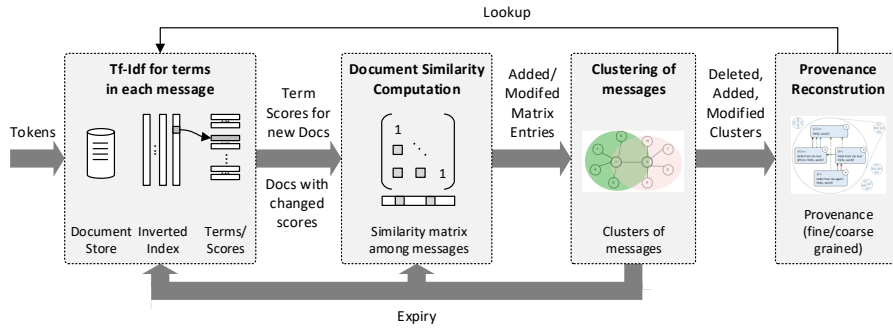 Lookup
Tf-Idf for terms
in each message
Document Similarity
Computation
Clustering of
messages
Provenance
Reconstrution
Tokens
Term
Scores for
new Docs
Docs with
changed
scores
Added/
Modifed
Matrix
Entries
Deleted,
Added,
Modified
Clusters
1
1
Document
Store
Inverted
Index
Terms/
Scores
Similarity matrix
among messages
Clusters of
messages
Provenance
(fine/coarse
grained)
Expiry